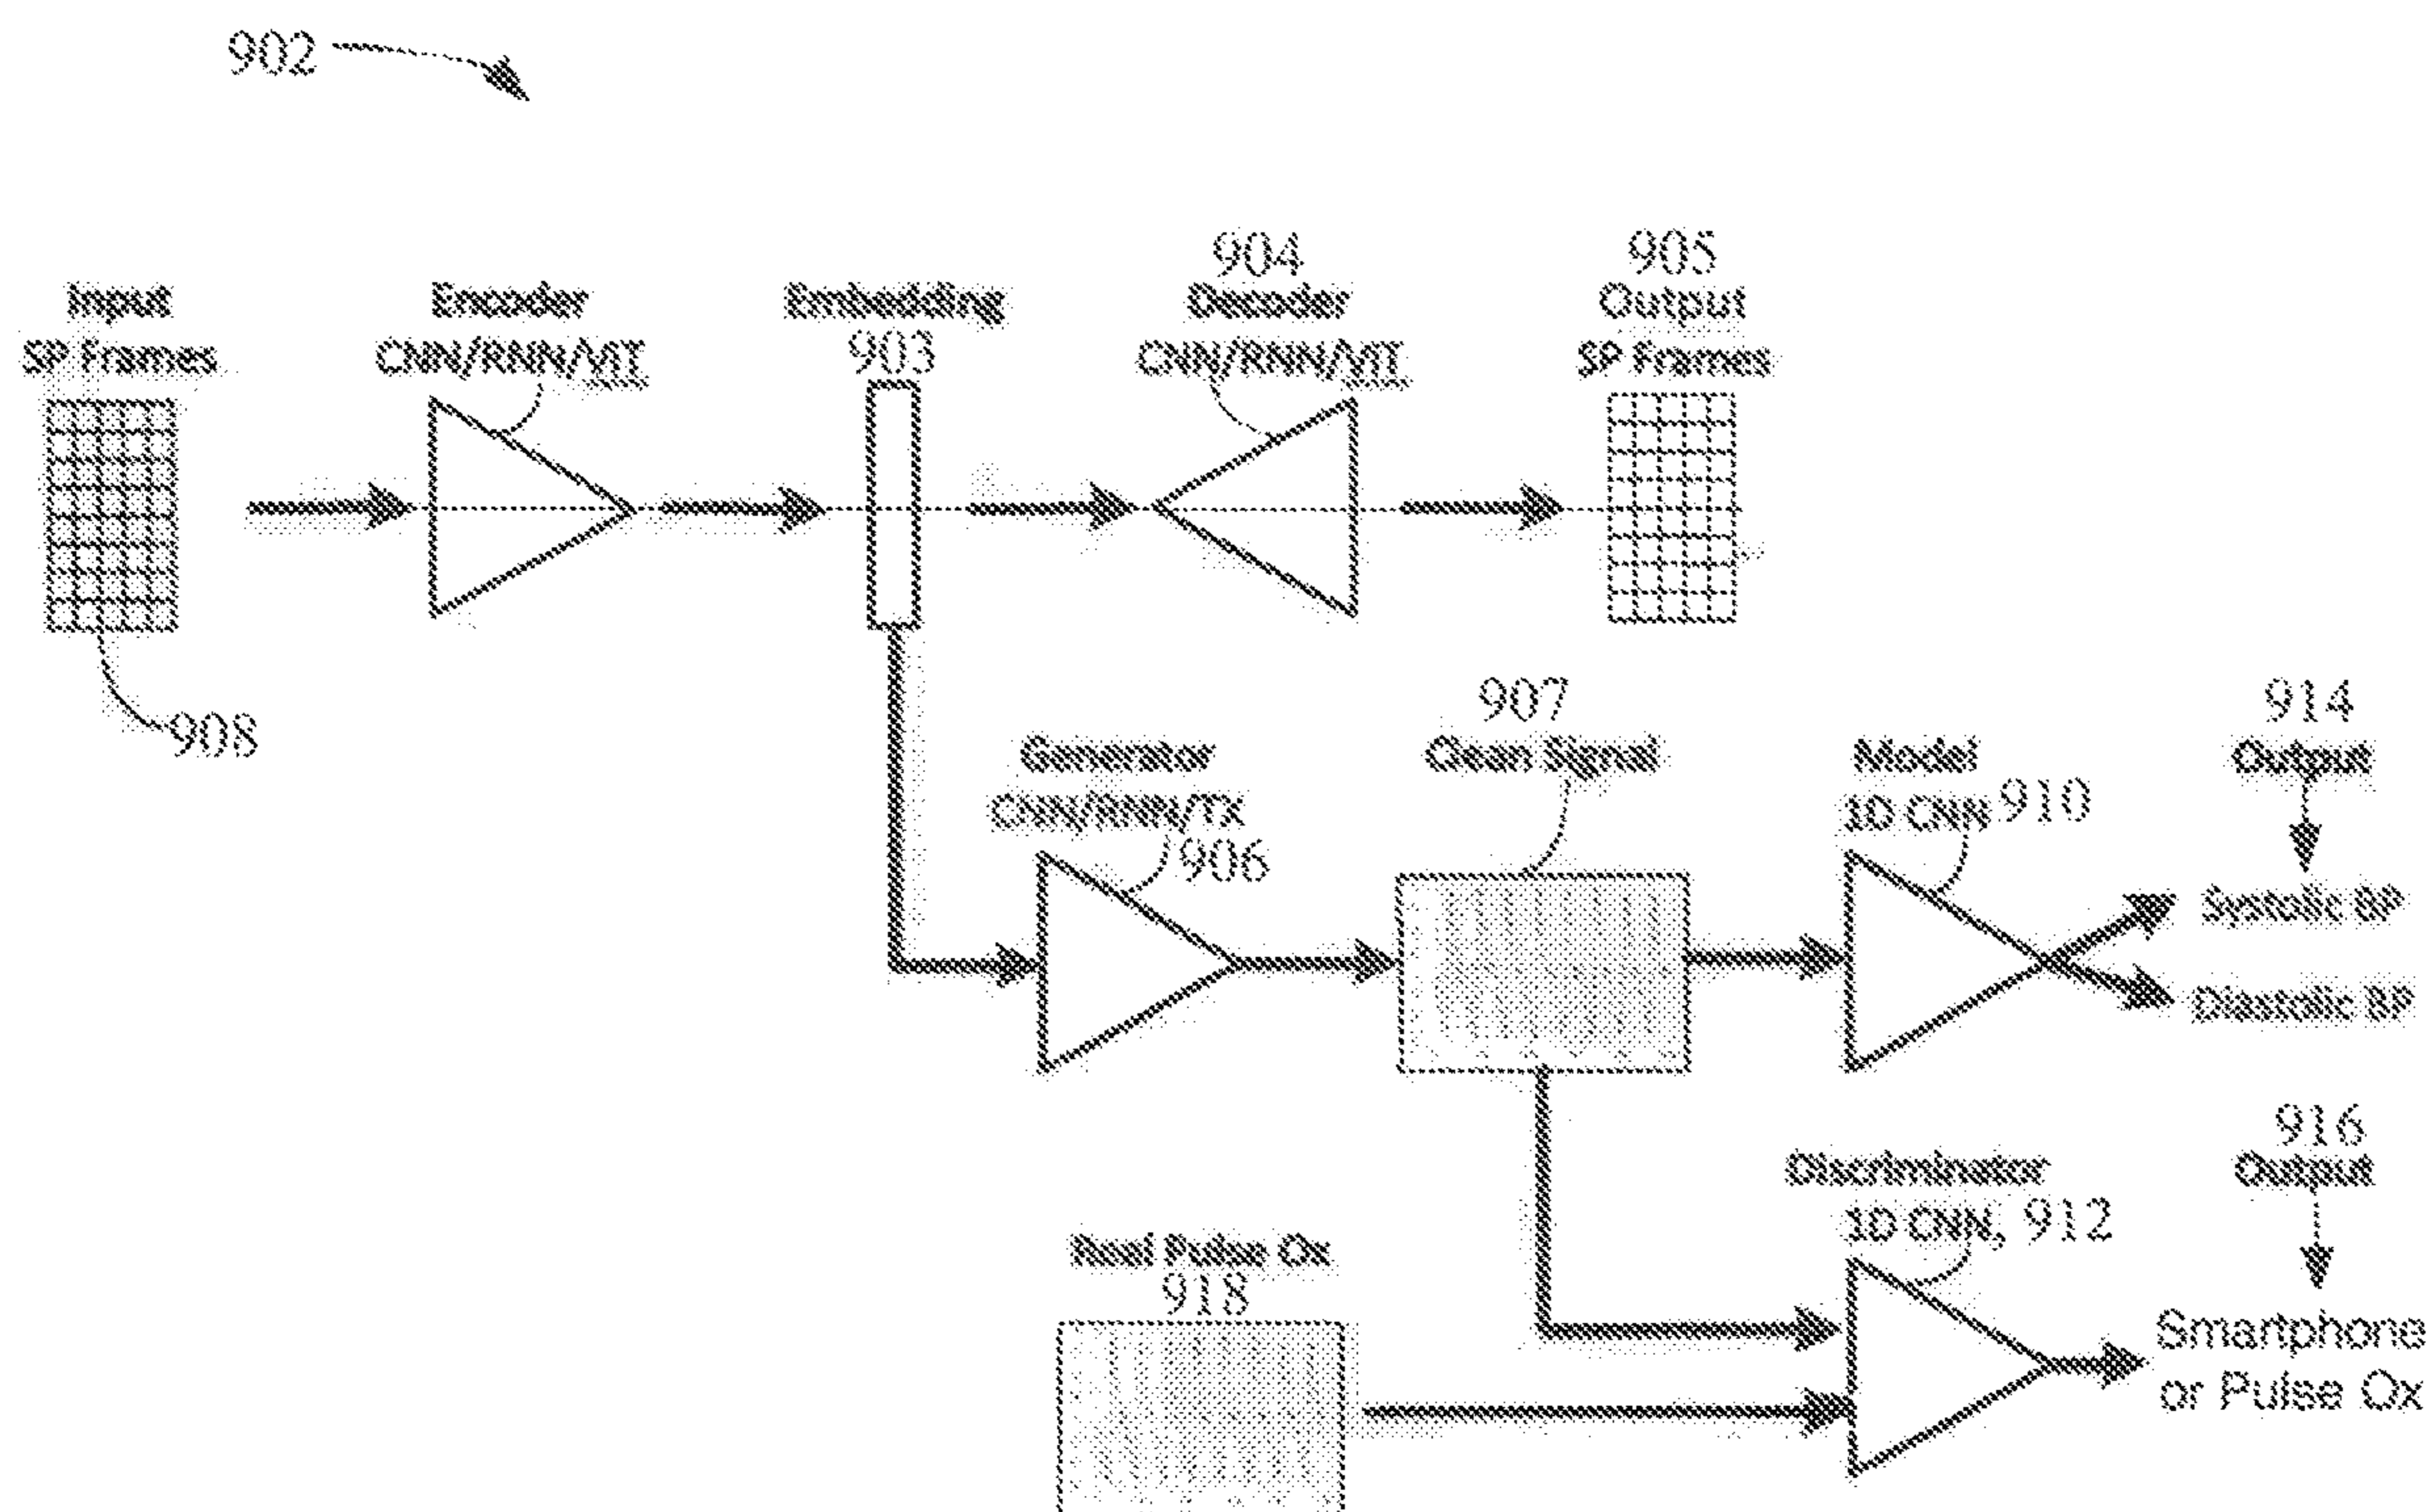 902
904
905
Input
Encoder
Embedding
Decoder
Output
SP Frames
CNN/RNN/ViT
903
CNN/RNN/ViT
SP Frames
908
907
914
Generator
Clean Signal
Model
Output
CNN/RNN/TX
1D CNN 910
906
Systolic BP
Diastolic BP
916
Discriminator
Output
1D CNN, 912
Real Pulse Ox
918
Smartphone
or Pulse Ox